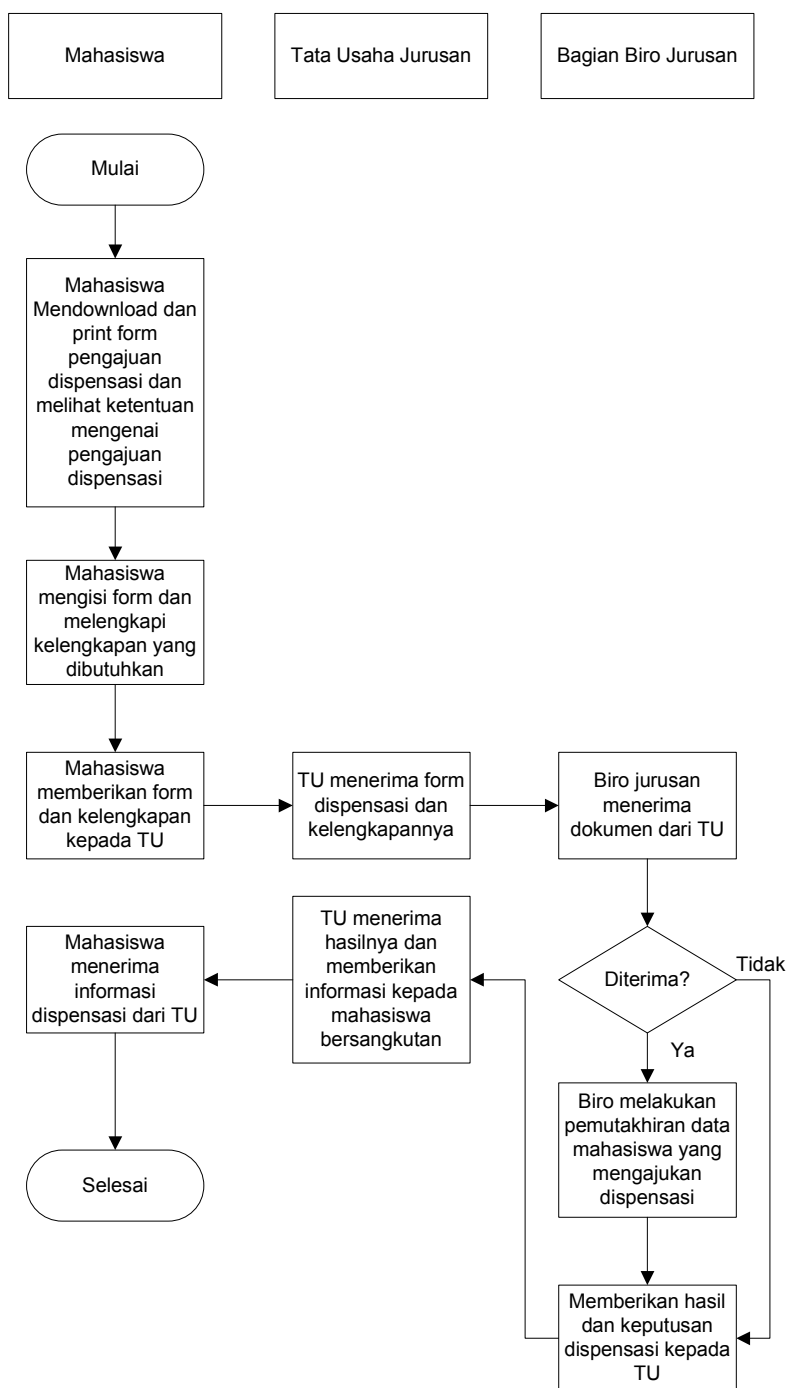 Mahasiswa
Tata Usaha Jurusan
Bagian Biro Jurusan
Mulai
Mahasiswa
Mendownload dan
print form
pengajuan
dispensasi dan
melihat ketentuan
mengenai
pengajuan
dispensasi
Mahasiswa
mengisi form dan
melengkapi
kelengkapan yang
dibutuhkan
Mahasiswa
memberikan form
dan kelengkapan
kepada TU
TU menerima form
dispensasi dan
kelengkapannya
Biro jurusan
menerima
dokumen dari TU
Diterima?
Tidak
Ya
Biro melakukan
pemutakhiran data
mahasiswa yang
mengajukan
dispensasi
Memberikan hasil
dan keputusan
dispensasi kepada
TU
TU menerima
hasilnya dan
memberikan
informasi kepada
mahasiswa
bersangkutan
Mahasiswa
menerima
informasi
dispensasi dari TU
Selesai